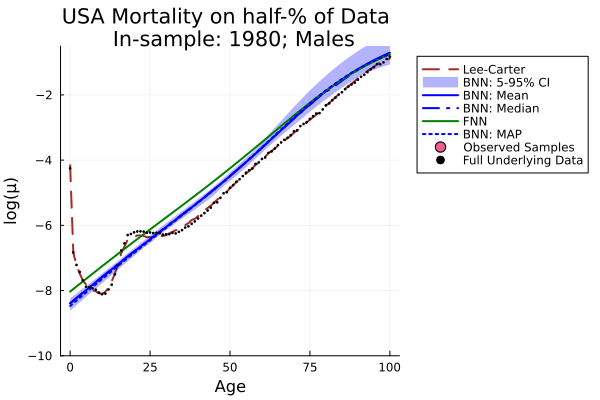 USA Mortality on half-% of Data
In-sample: 1980; Males
log(μ)
−2
−4
−6
−8
−10
0
25
50
75
100
Age
Lee-Carter
BNN: 5-95% CI
BNN: Mean
BNN: Median
FNN
BNN: MAP
Observed Samples
Full Underlying Data